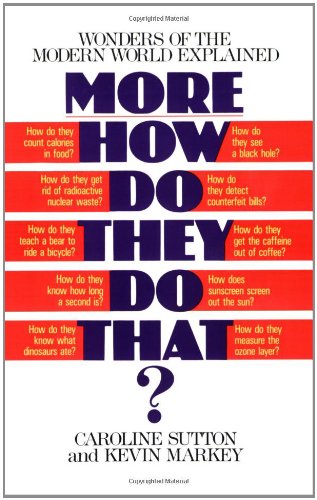 WONDERS OF THE
MODERN WORLD EXPLAINED
MORE
HOW
DO
THEY
DO
THAT
?
How do they
count calories
in food?
How do
they see
a black hole?
How do they get
rid of radioactive
nuclear waste?
How do
they detect
counterfeit bills?
How do they
teach a bear to
ride a bicycle?
How do they
get the caffeine
out of coffee?
How do they
know how long
a second is?
How does
sunscreen screen
out the sun?
How do they
know what
dinosaurs ate?
How do they
measure the
ozone layer?
CAROLINE SUTTON
and KEVIN MARKEY